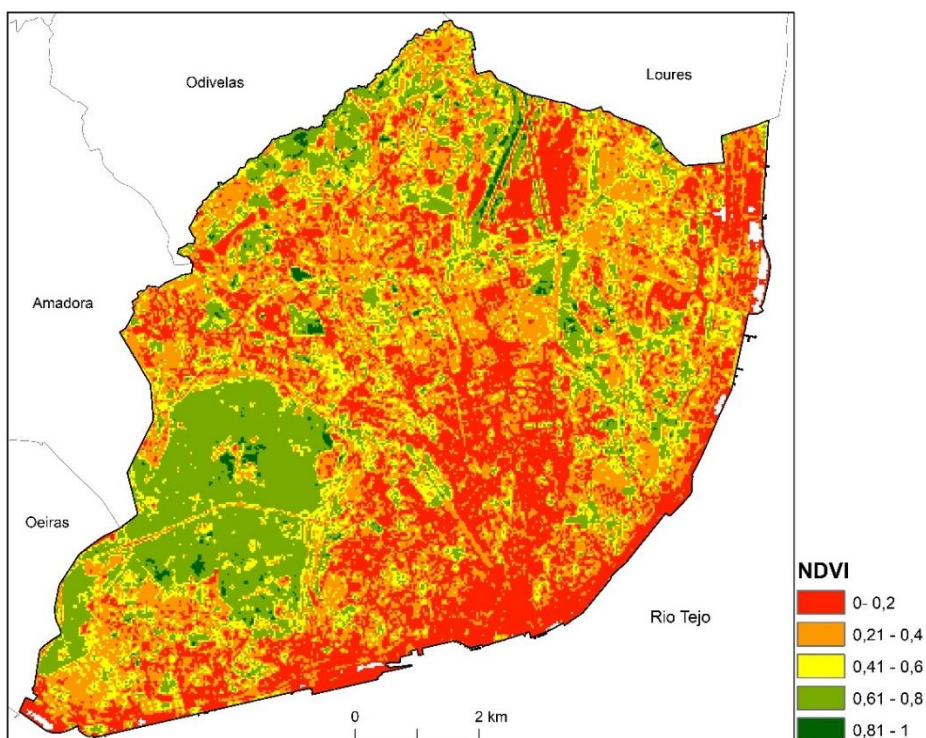 Odivelas
Loures
Amadora
Oeiras
Rio Tejo
NDVI
0- 0,2
0,21 - 0,4
0,41 - 0,6
0,61 - 0,8
0,81 - 1
0 2 km